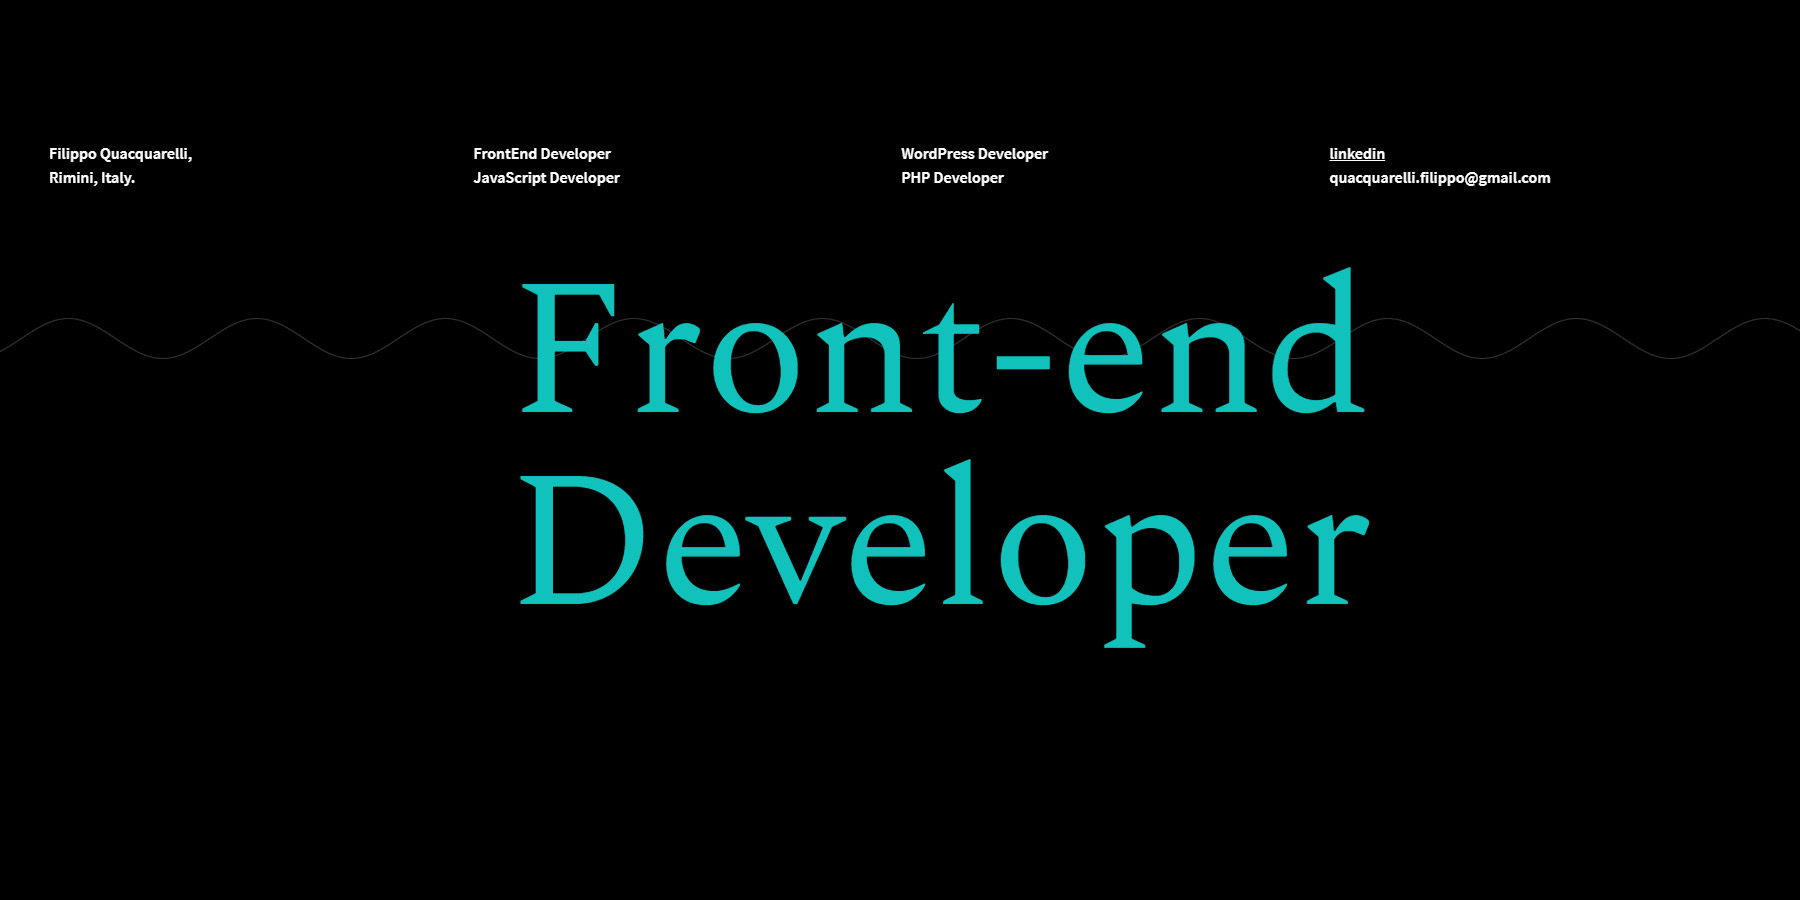 Filippo Quacquarelli,
Rimini, Italy.
FrontEnd Developer
JavaScript Developer
WordPress Developer
PHP Developer
linkedin
quacquarelli.filippo@gmail.com
Front-end
Developer